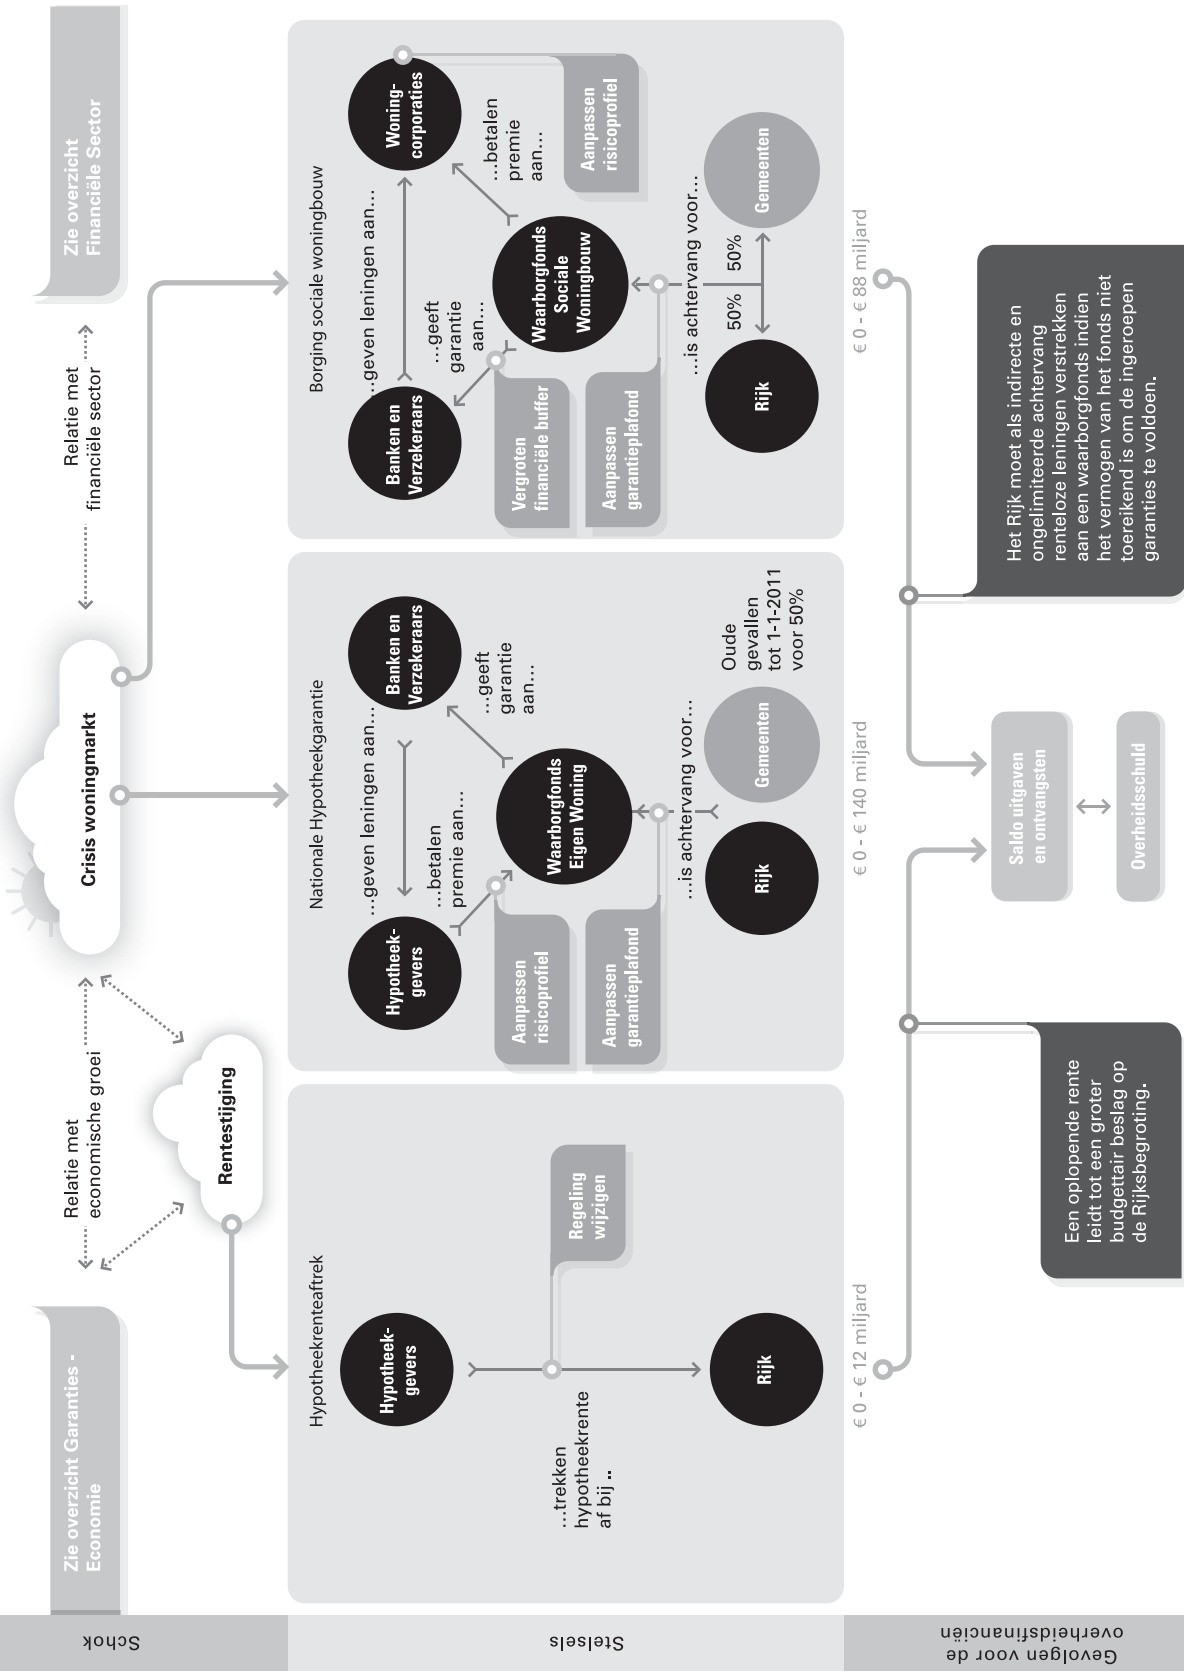 Schok
Zie overzicht Garanties -
Economie
Relatie met
economische groei
Rentestijging
Crisis woningmarkt
Relatie met
financiële sector
Zie overzicht
Financiële Sector
Stelsels
Hypotheekrenteaftrek
Hypotheek-
gevers
...trekken
hypotheekrente
af bij ..
Regeling
wijzigen
Rijk
Nationale Hypotheekgarantie
Hypotheek-
gevers
...geven leningen aan...
Banken en
Verzekeraars
...betalen
premie aan...
...geeft
garantie
aan...
Waarborgfonds
Eigen Woning
Aanpassen
risicoprofiel
Aanpassen
garantieplafond
...is achtervang voor...
Rijk
Gemeenten
Oude
gevallen
tot 1-1-2011
voor 50%
Borging sociale woningbouw
Banken en
Verzekeraars
...geven leningen aan...
Woning-
corporaties
...geeft
garantie
aan...
...betalen
premie
aan...
Waarborgfonds
Sociale
Woningbouw
Vergroten
financiële buffer
Aanpassen
garantieplafond
Aanpassen
risicoprofiel
...is achtervang voor...
50%
50%
Rijk
Gemeenten
Gevolgen voor de
overheidsfinanciën
€ 0 - € 12 miljard
€ 0 - € 140 miljard
€ 0 - € 88 miljard
Een oplopende rente
leidt tot een groter
budgettair beslag op
de Rijksbegroting.
Saldo uitgaven
en ontvangsten
Overheidsschuld
Het Rijk moet als indirecte en
ongelimiteerde achtervang
renteloze leningen verstrekken
aan een waarborgfonds indien
het vermogen van het fonds niet
toereikend is om de ingeroepen
garanties te voldoen.